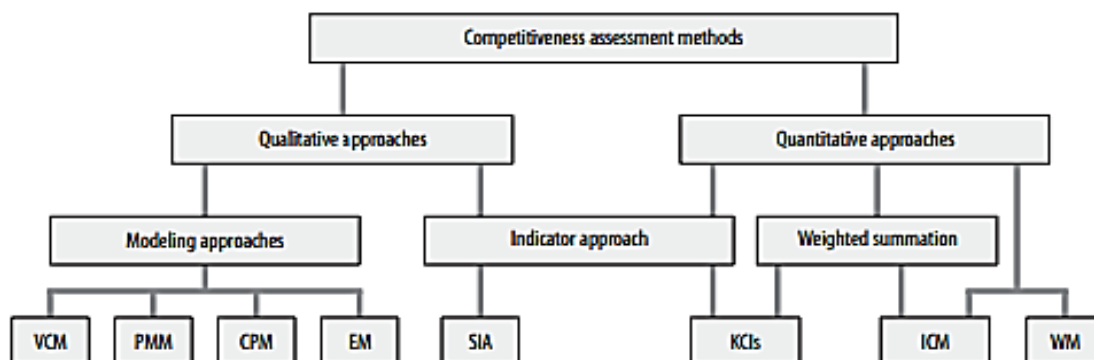 Competitiveness assessment methods
Qualitative approaches
Quantitative approaches
Modeling approaches
Indicator approach
Weighted summation
VCM
PMM
CPM
EM
SIA
KCIs
ICM
WM